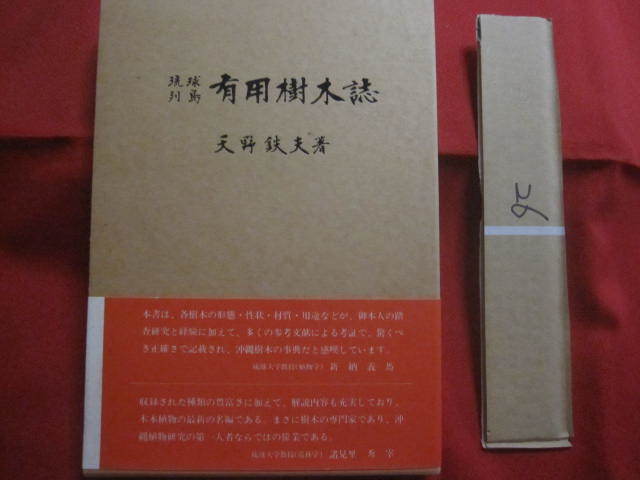 琉球
列島
有用樹木誌
天野鉄夫著
本書は、各樹木の形態・性状・材質・用途などが、御本人の踏
査研究と経験に加えて、多くの参考文献による考証で、驚くべ
き正確さで記載され、沖縄樹木の事典だと感嘆しています。
琉球大学教授(植物学) 新納義馬
収録された種類の豊富さに加えて、解説内容も充実しており、
木本植物の最新の名編である。まさに樹木の専門家であり、沖
縄植物研究の第一人者ならではの偉業である。
琉球大学教授(造林学) 諸見里秀宰